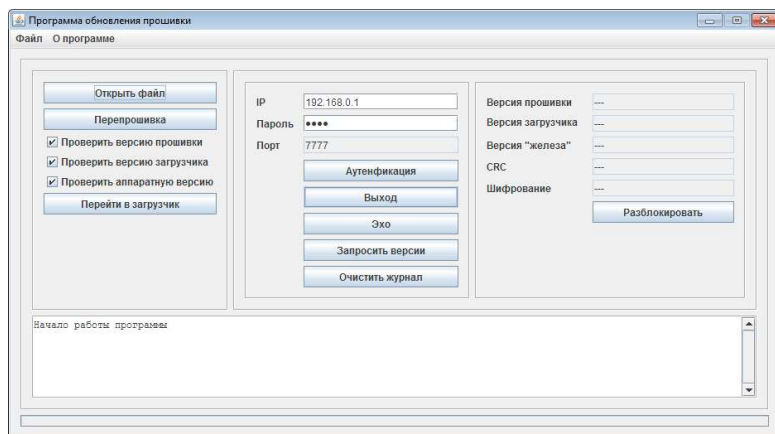 Программа обновления прошивки
Файл О программе
Открыть файл
Перепрошивка
Проверить версию прошивки
Проверить версию загрузчика
Проверить аппаратную версию
Перейти в загрузчик
IP 192.168.0.1
Пароль ●●●●
Порт 7777
Аутенфикация
Выход
Эхо
Запросить версии
Очистить журнал
Версия прошивки ---
Версия загрузчика ---
Версия "железа" ---
CRC ---
Шифрование ---
Разблокировать
Начало работы программы